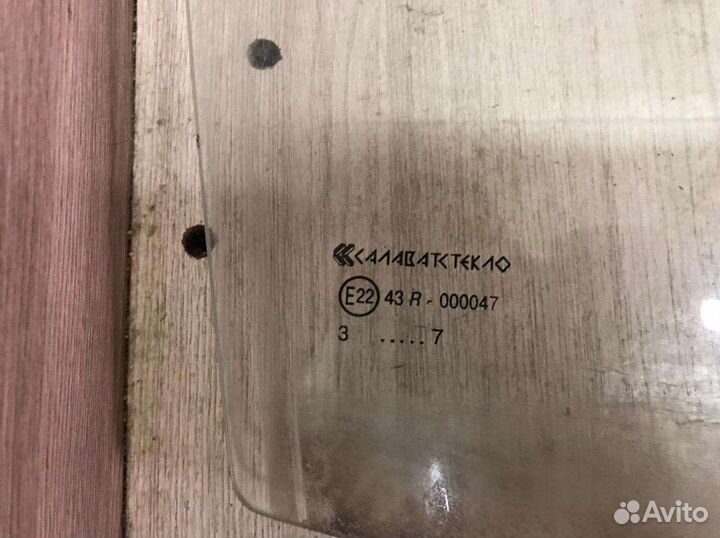 САЛАВАТСТЕКЛО
E22 43 R - 000047
3 ..... 7
Avito